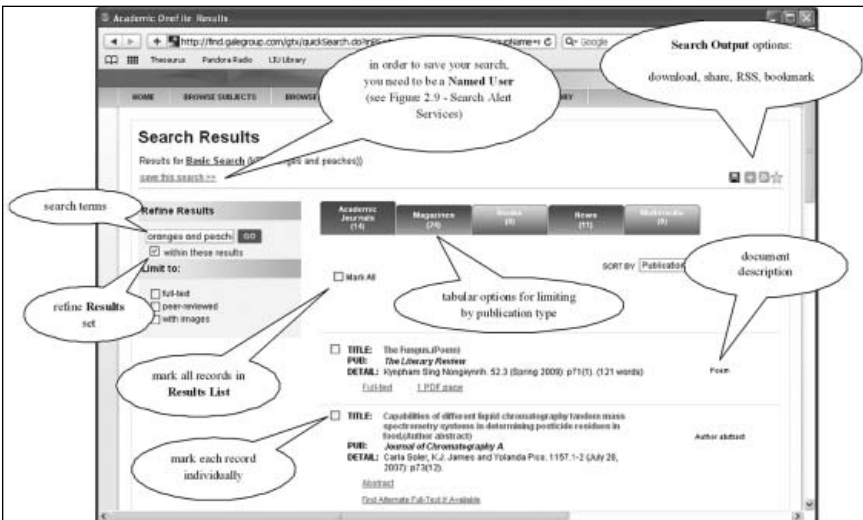 Academic OneFile Results
http://find.galegroup.com/gtx/quickSearch.do?
Google
Thesaurus Pandora Radio LIU Library
HOME BROWSE SUBJECTS BROWSE
in order to save your search,
you need to be a Named User
(see Figure 2.9 - Search Alert
Services)
Search Output options:
download, share, RSS, bookmark
Search Results
Results for Basic Search and peaches))
save this search >>
search terms
Refine Results
oranges and peach GO
within these results
Limit to:
full-text
peer-reviewed
with images
refine Results
set
Academic
Journals
(14)
Magazines
(24)
Books
(0)
News
(11)
Multimedia
(0)
Mark All
SORT BY Publication
document
description
tabular options for limiting
by publication type
mark all records in
Results List
mark each record
individually
TITLE: The Fungus.(Poem)
PUB: The Literary Review
DETAIL: Kynpham Sing Nongkynrih. 52.3 (Spring 2009): p71(1). (121 words)
Poem
Full-text 1 PDF page
TITLE: Capabilities of different liquid chromatography tandem mass
spectrometry systems in determining pesticide residues in
food.(Author abstract)
PUB: Journal of Chromatography A
DETAIL: Carla Soler, K.J. James and Yolanda Pico. 1157.1-2 (July 20,
2007): p73(12).
Author abstract
Abstract
Find Alternate Full-Text if Available